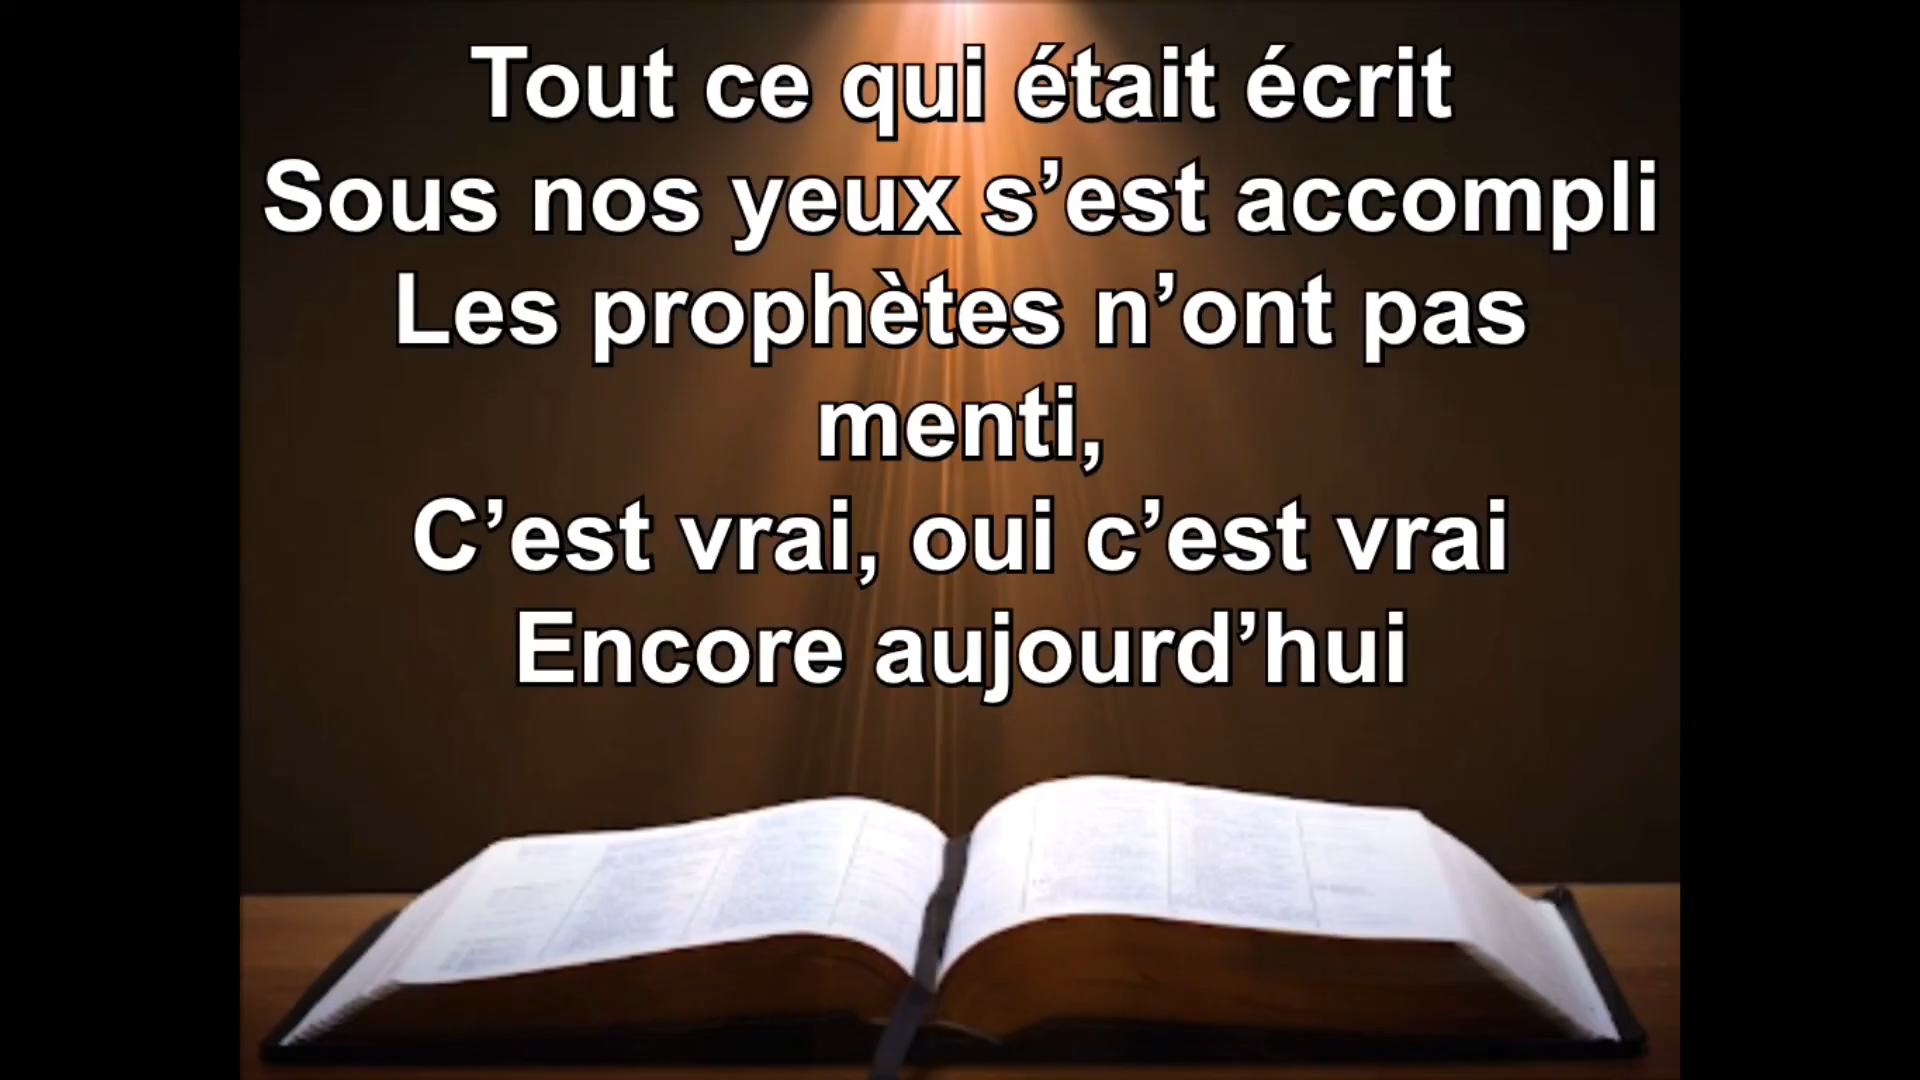 Tout ce qui était écrit
Sous nos yeux s’est accompli
Les prophètes n’ont pas
menti,
C’est vrai, oui c’est vrai
Encore aujourd’hui